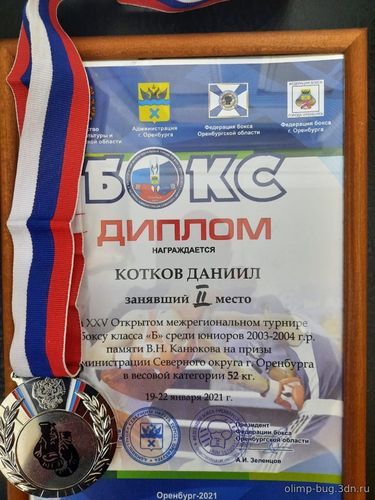 Администрация
г. Оренбурга
Федерация бокса
Оренбургской области
Федерация бокса
г. Оренбурга
БОКС
ДИПЛОМ
НАГРАЖДАЕТСЯ
КОТКОВ ДАНИИЛ
занявший II место
XXV Открытом межрегиональном турнире
боксу класса «Б» среди юниоров 2003-2004 г.р.
памяти В.Н. Канюкова на призы
Северного округа г. Оренбурга
в весовой категории 52 кг.
19-22 января 2021 г.
Президент
Федерации бокса
Оренбургской области
А.И. Зеленцов
Оренбург-2021
olimp-bug.3dn.ru